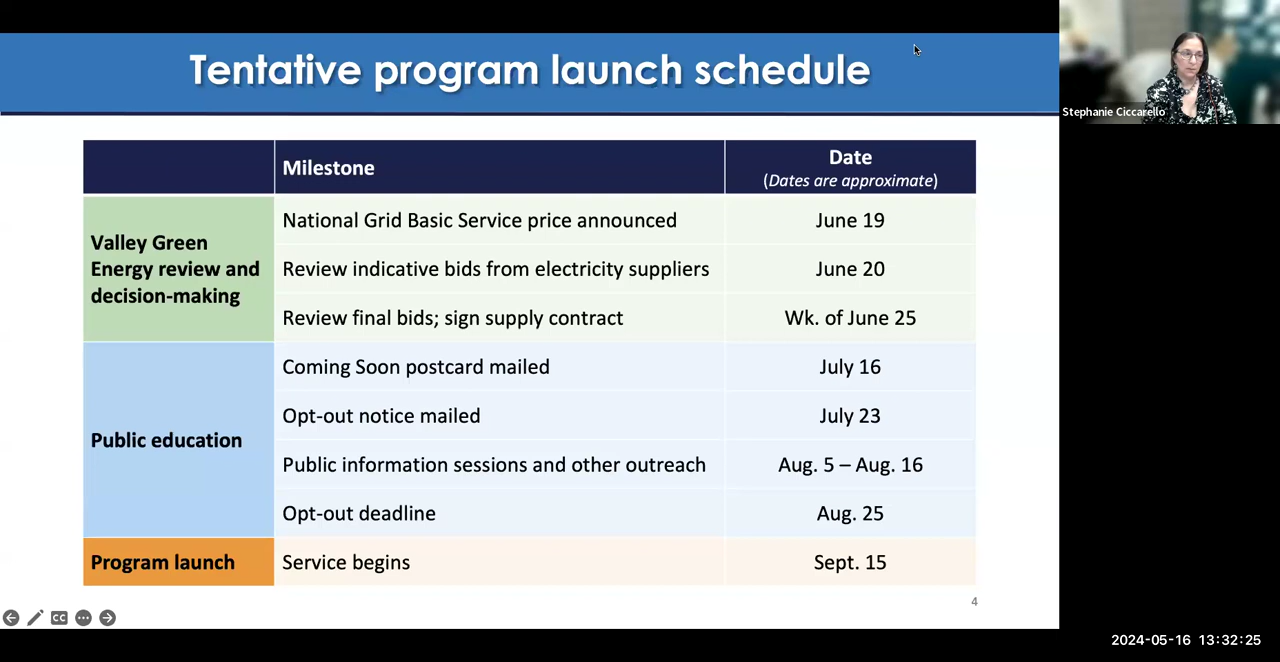 Tentative program launch schedule
Stephanie Ciccarello
Milestone
Date
(Dates are approximate)
Valley Green
Energy review and
decision-making
National Grid Basic Service price announced
June 19
Review indicative bids from electricity suppliers
June 20
Review final bids; sign supply contract
Wk. of June 25
Public education
Coming Soon postcard mailed
July 16
Opt-out notice mailed
July 23
Public information sessions and other outreach
Aug. 5 – Aug. 16
Opt-out deadline
Aug. 25
Program launch
Service begins
Sept. 15
4
CC
2024-05-16 13:32:25